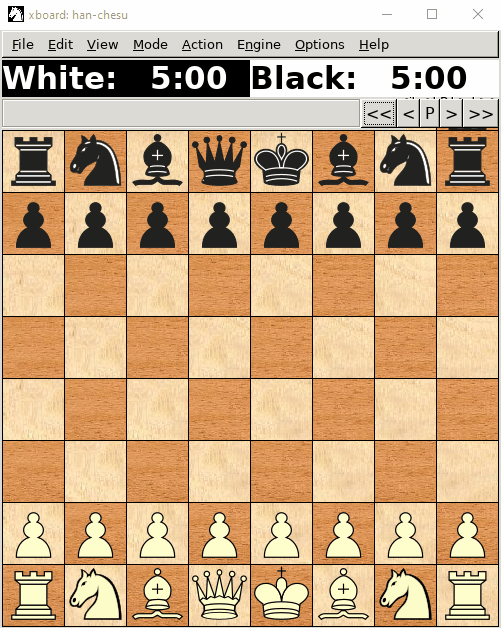 xboard: han-chesu
File Edit View Mode Action Engine Options Help
White: 5:00 Black: 5:00
<< < P > >>